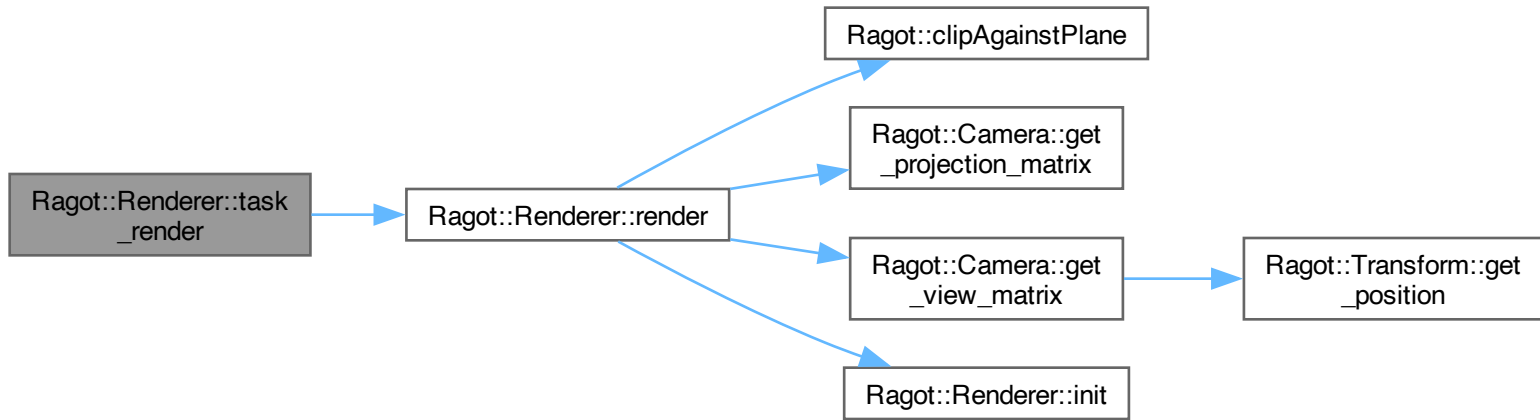 Ragot::Renderer::task
_render
Ragot::Renderer::render
Ragot::clipAgainstPlane
Ragot::Camera::get
_projection_matrix
Ragot::Camera::get
_view_matrix
Ragot::Transform::get
_position
Ragot::Renderer::init